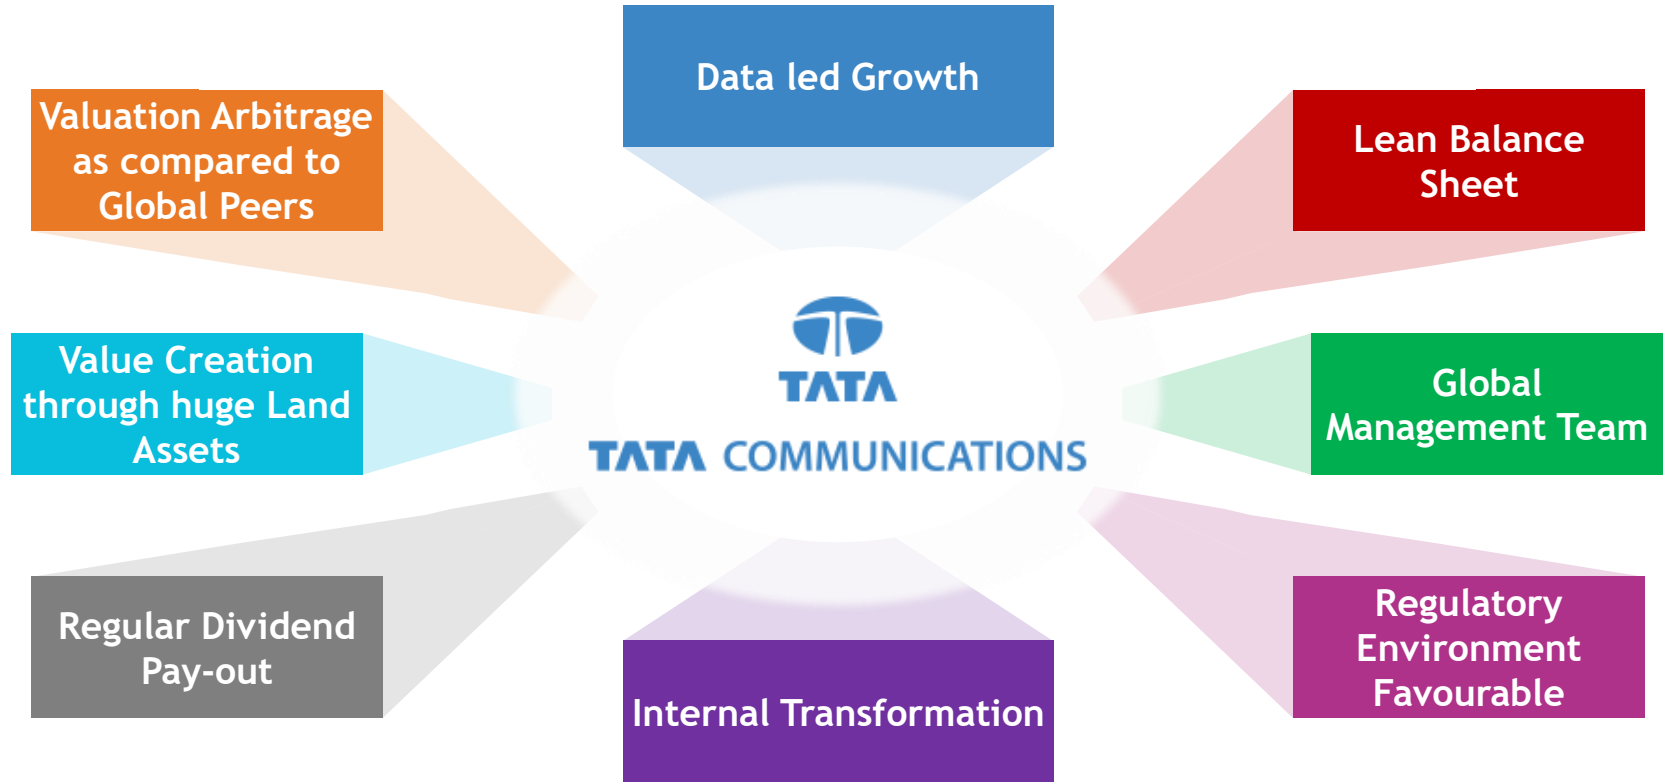 Data led Growth
Valuation Arbitrage
as compared to
Global Peers
Lean Balance
Sheet
Value Creation
through huge Land
Assets
TATA
TATA COMMUNICATIONS
Global
Management Team
Regular Dividend
Pay-out
Internal Transformation
Regulatory
Environment
Favourable